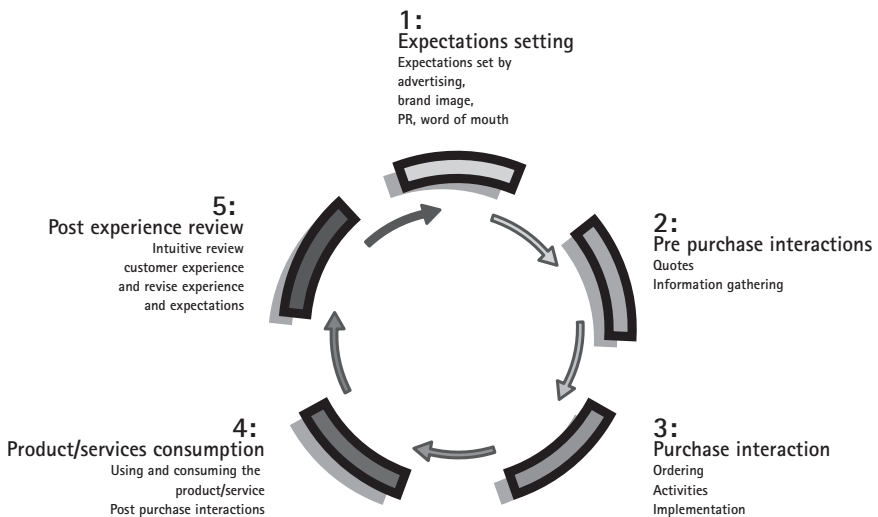 1:
Expectations setting
Expectations set by
advertising,
brand image,
PR, word of mouth
2:
Pre purchase interactions
Quotes
Information gathering
3:
Purchase interaction
Ordering
Activities
Implementation
4:
Product/services consumption
Using and consuming the
product/service
Post purchase interactions
5:
Post experience review
Intuitive review
customer experience
and revise experience
and expectations